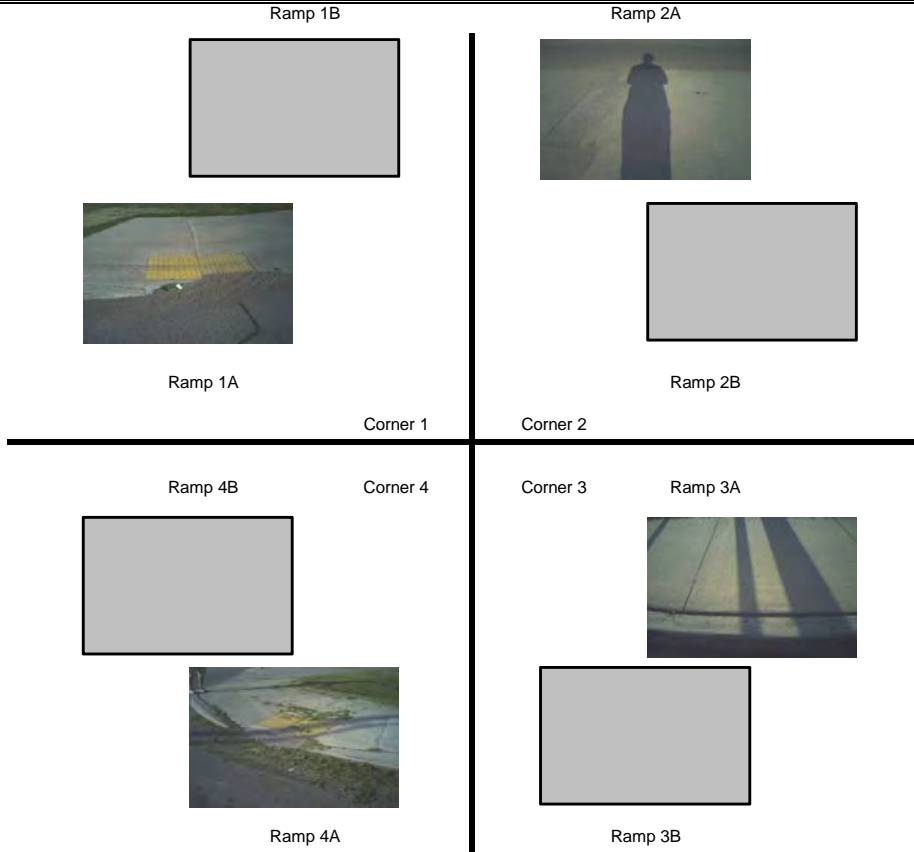 Ramp 1B Ramp 2A
Ramp 1A Ramp 2B
Corner 1 Corner 2
Ramp 4B Corner 4 Corner 3 Ramp 3A
Ramp 4A Ramp 3B